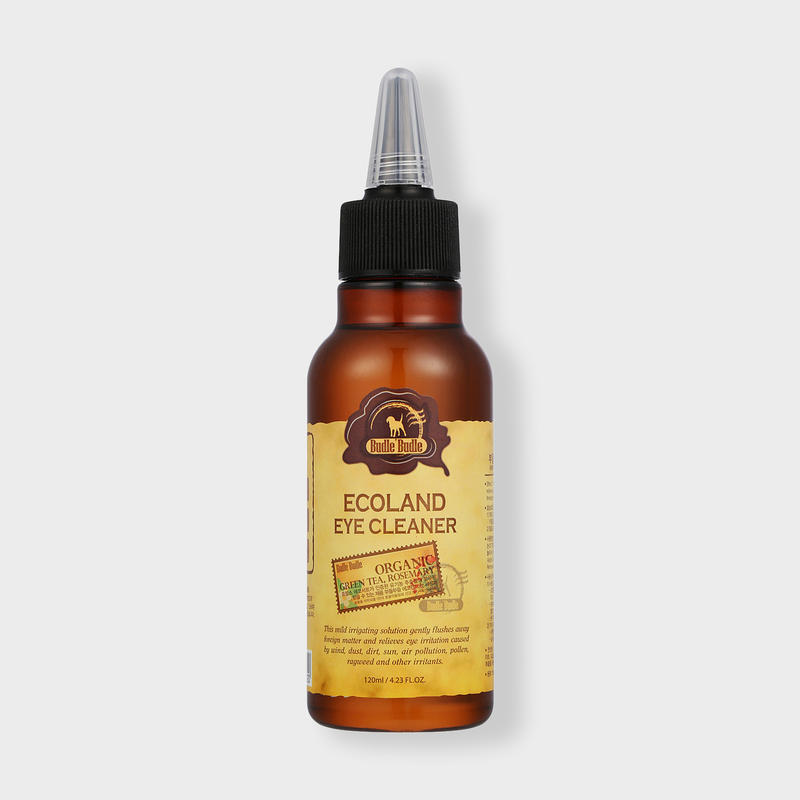 Budle Budle
ECOLAND
EYE CLEANER
Budle Budle
ORGANIC
GREEN TEA, ROSEMARY
Budle Budle
This mild irrigating solution gently flushes away
foreign matter and relieves eye irritation caused
by wind, dust, dirt, sun, air pollution, pollen,
ragweed and other irritants.
120ml / 4.23 FL.OZ.